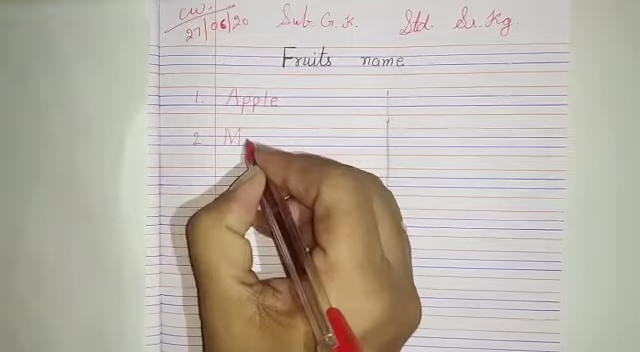 CW. Sub G.K. Std. Sr. Kg.
27/06/20
Fruits name
1. Apple
2. M